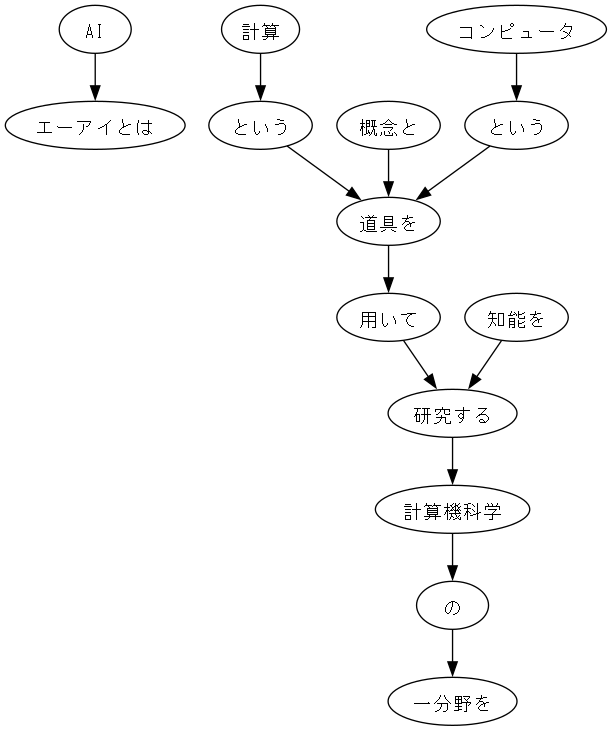 AI
計算
コンピュータ
エーアイとは
という
概念と
という
道具を
用いて
知能を
研究する
計算機科学
の
一分野を